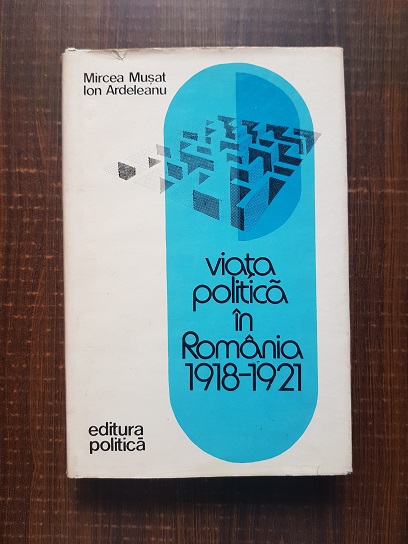 Mircea Mușat
Ion Ardeleanu
viața
politică
în
România
1918-1921
editura
politică